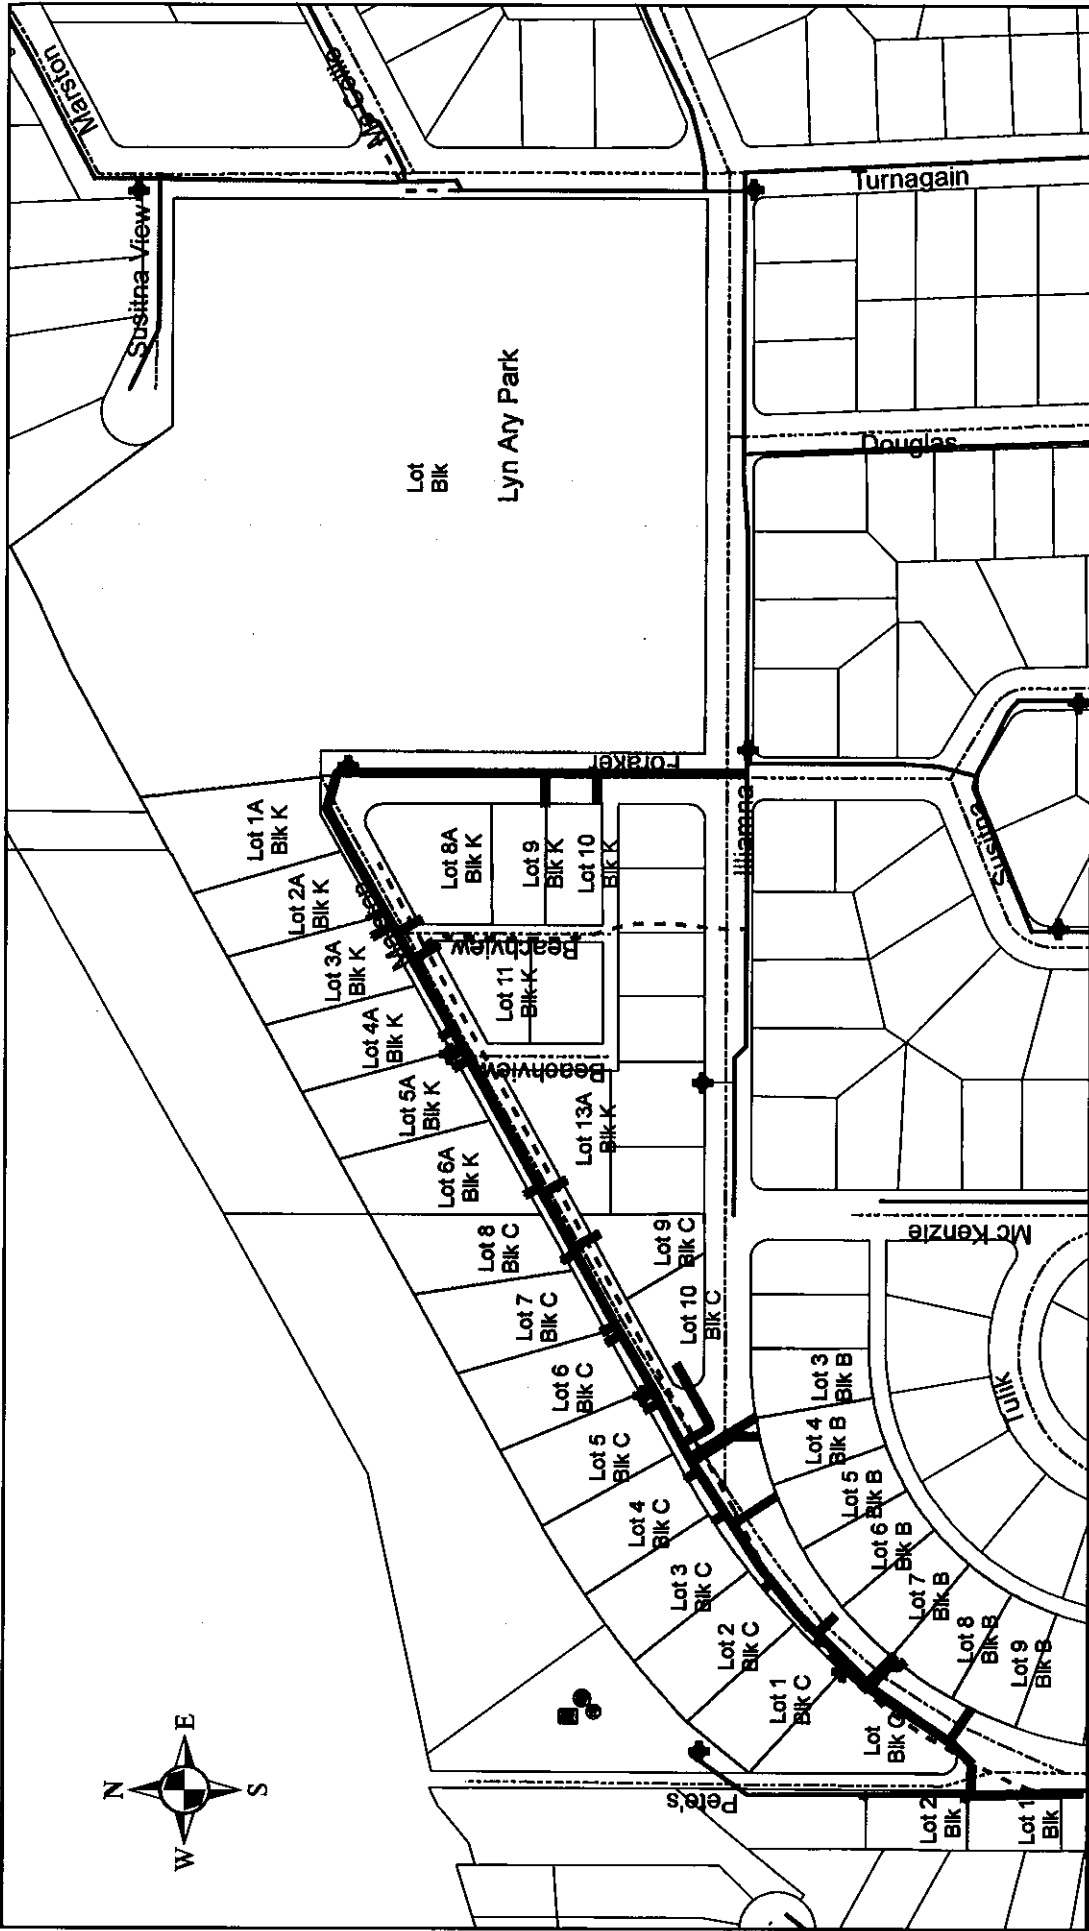 Marston
Mc Collie
Susitna View
Turnagain
Lot
Blk
Lyn Ary Park
Douglas
Foraker
Lot 1A
Blk K
Lot 2A
Blk K
Lot 3A
Blk K
Lot 4A
Blk K
Lot 5A
Blk K
Lot 6A
Blk K
Lot 8A
Blk K
Lot 9
Blk K
Lot 10
Blk K
Lot 11
Blk K
Lot 13A
Blk K
Marston
Beachview
Beachview
Illiamna
Susitna
Lot 8
Blk C
Lot 7
Blk C
Lot 6
Blk C
Lot 5
Blk C
Lot 4
Blk C
Lot 3
Blk C
Lot 2
Blk C
Lot 1
Blk C
Lot
Blk C
Lot 9
Blk C
Lot 10
Blk C
Mc Kenzie
Tulik
Lot 3
Blk B
Lot 4
Blk B
Lot 5
Blk B
Lot 6
Blk B
Lot 7
Blk B
Lot 8
Blk B
Lot 9
Blk B
Pete's
Lot 2
Blk
Lot 1
Blk
N
E
S
W